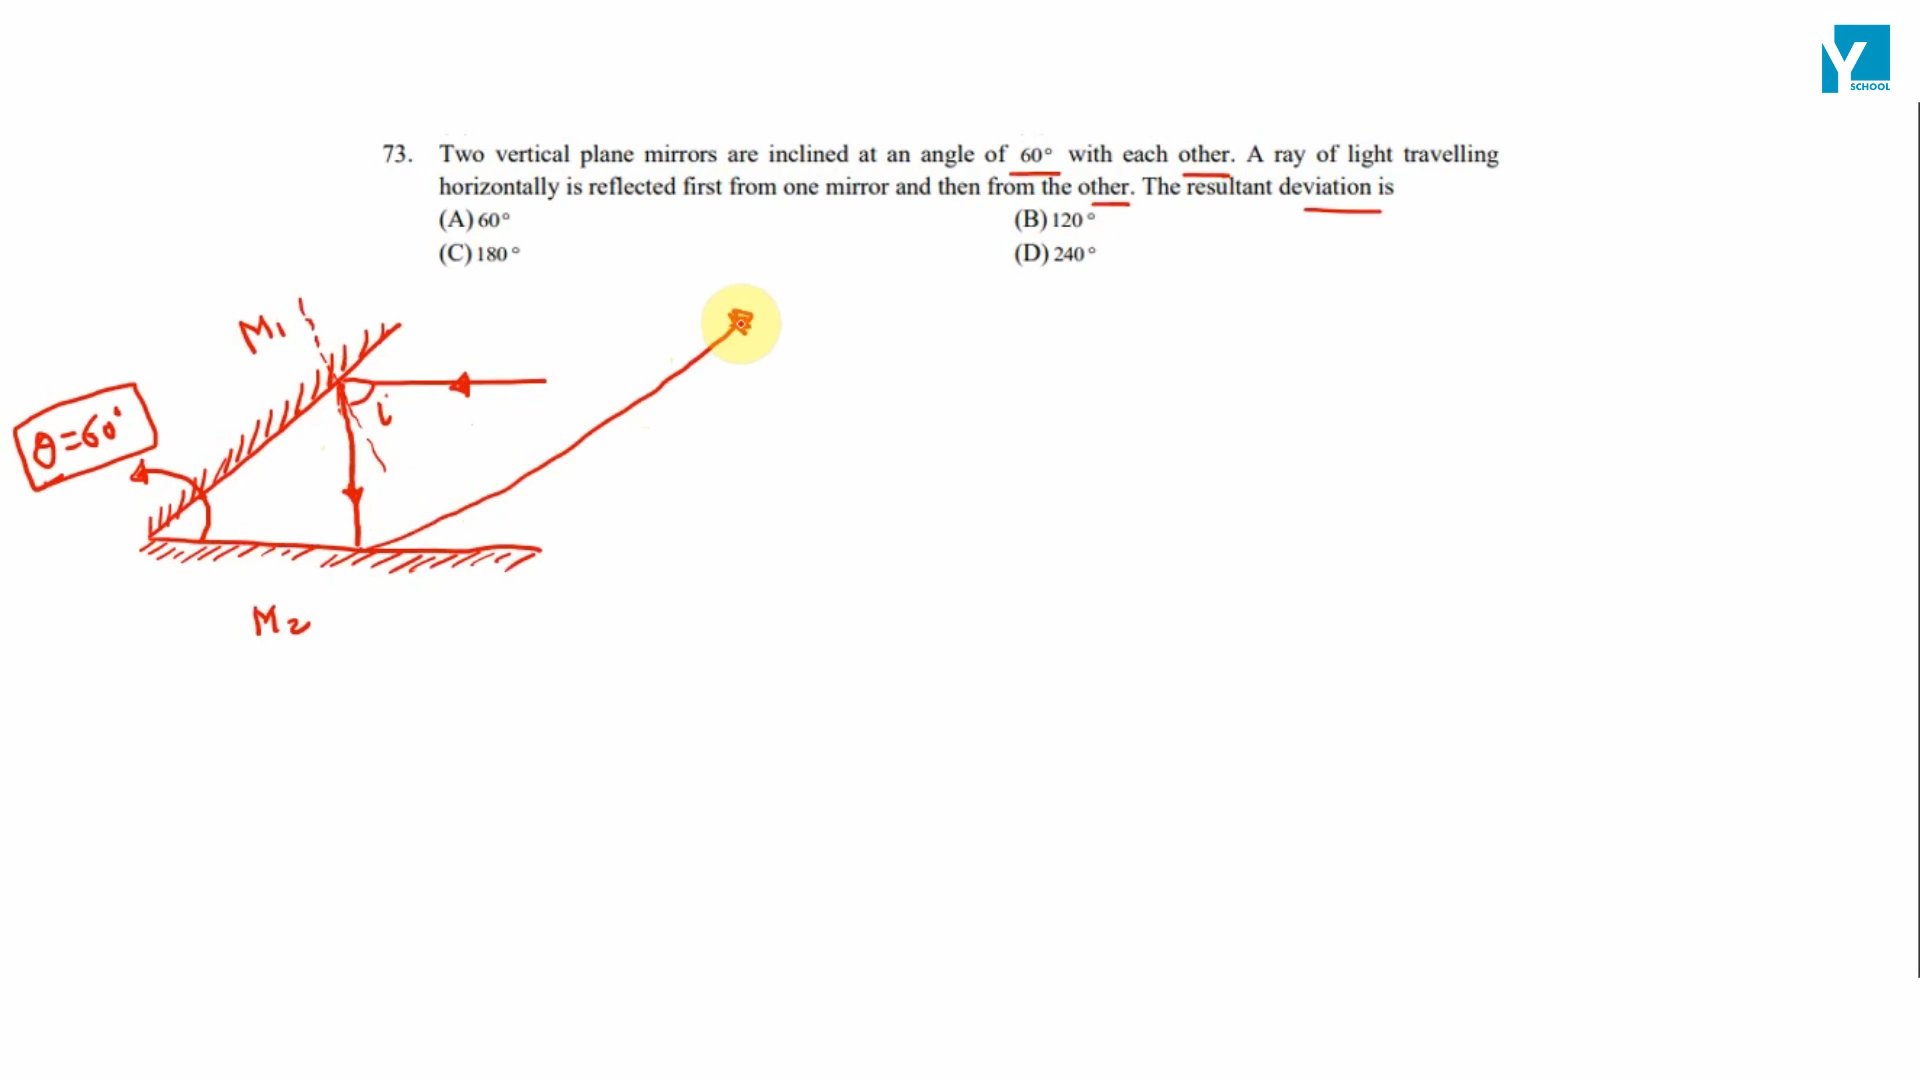 Y SCHOOL
73. Two vertical plane mirrors are inclined at an angle of 60° with each other. A ray of light travelling
horizontally is reflected first from one mirror and then from the other. The resultant deviation is
(A) 60° (B) 120°
(C) 180° (D) 240°
M1
i
θ=60°
M2